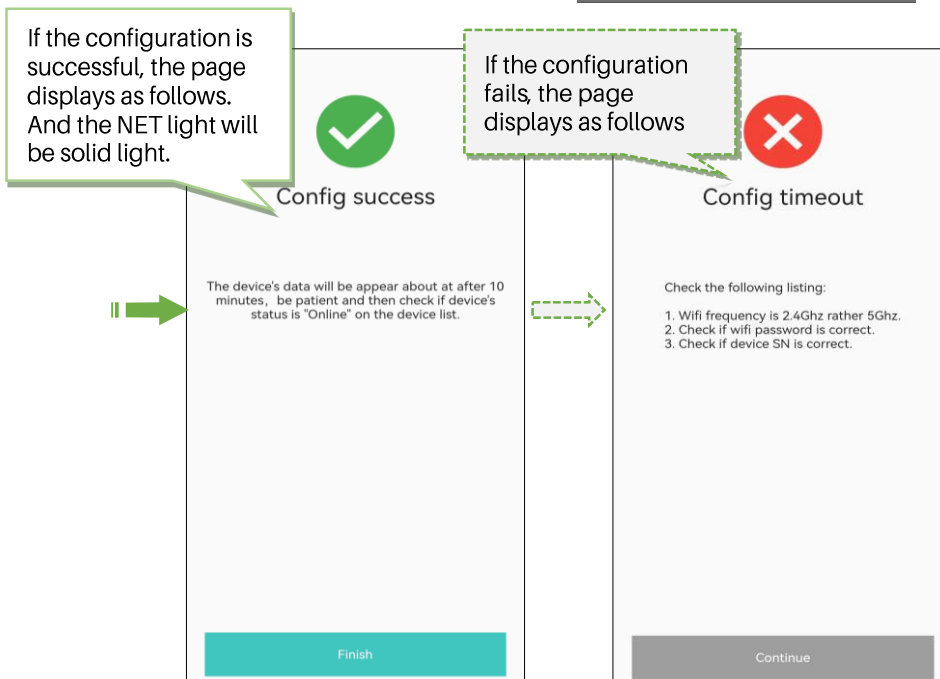 If the configuration is
successful, the page
displays as follows.
And the NET light will
be solid light.
Config success
The device's data will be appear about at after 10
minutes, be patient and then check if device's
status is "Online" on the device list.
Finish
If the configuration
fails, the page
displays as follows
Config timeout
Check the following listing:
1. Wifi frequency is 2.4Ghz rather 5Ghz.
2. Check if wifi password is correct.
3. Check if device SN is correct.
Continue